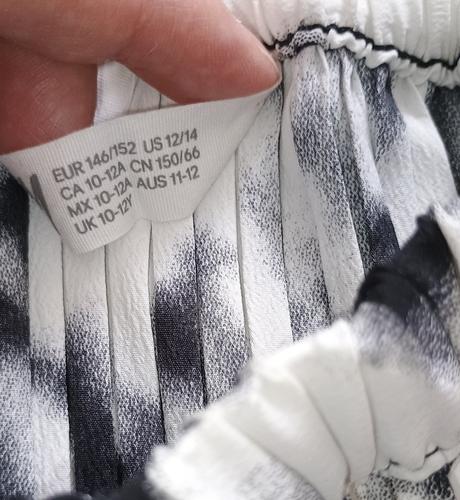 EUR 146/152 US 12/14
CA 10-12A CN 150/66
MX 10-12A AUS 11-12
UK 10-12Y